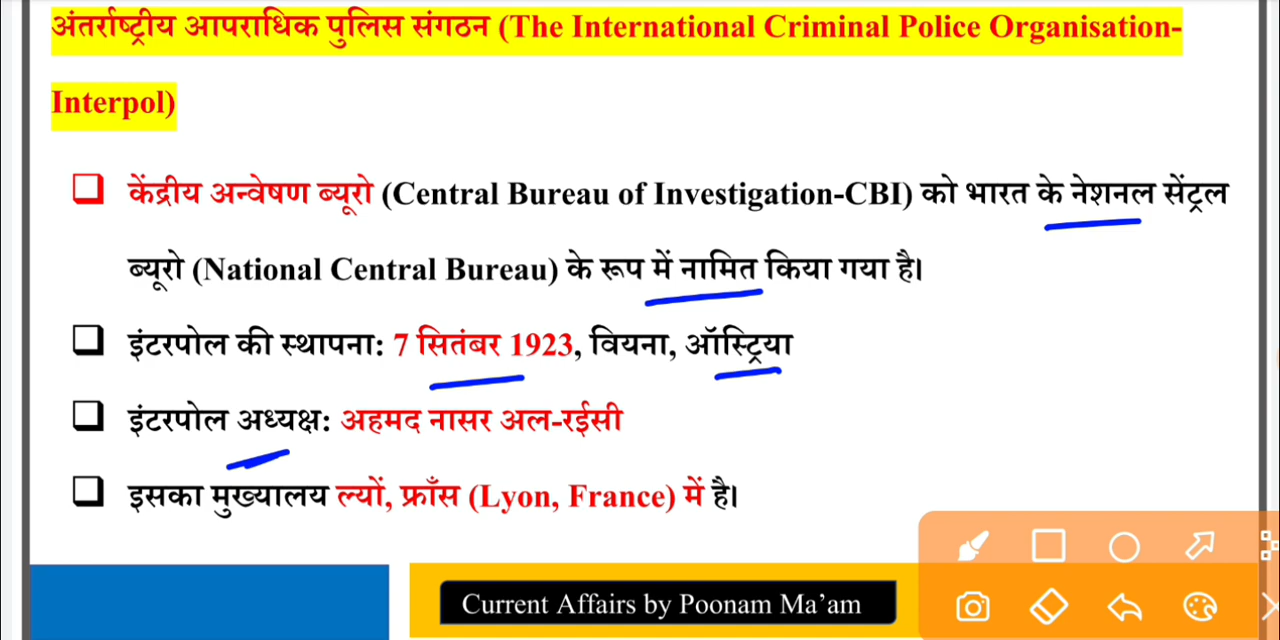 अंतर्राष्ट्रीय आपराधिक पुलिस संगठन (The International Criminal Police Organisation-
Interpol)
केंद्रीय अन्वेषण ब्यूरो (Central Bureau of Investigation-CBI) को भारत के नेशनल सेंट्रल
ब्यूरो (National Central Bureau) के रूप में नामित किया गया है।
इंटरपोल की स्थापना: 7 सितंबर 1923, वियना, ऑस्ट्रिया
इंटरपोल अध्यक्ष: अहमद नासर अल-रईसी
इसका मुख्यालय ल्यों, फ्राँस (Lyon, France) में है।
Current Affairs by Poonam Ma’am